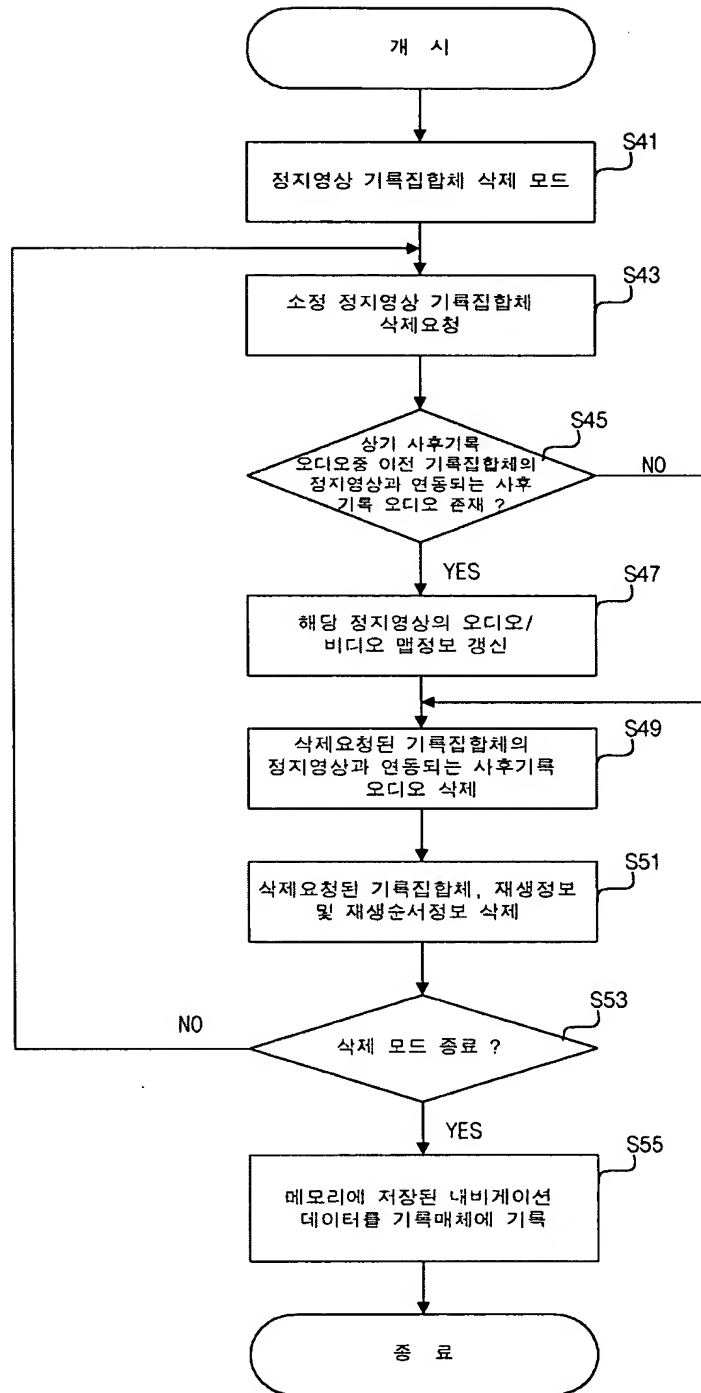 개 시
S41
정지영상 기록집합체 삭제 모드
S43
소정 정지영상 기록집합체
삭제요청
S45
상기 사후기록
오디오중 이전 기록집합체의
정지영상과 연동되는 사후
기록 오디오 존재 ?
NO
YES
S47
해당 정지영상의 오디오/
비디오 맵정보 갱신
S49
삭제요청된 기록집합체의
정지영상과 연동되는 사후기록
오디오 삭제
S51
삭제요청된 기록집합체, 재생정보
및 재생순서정보 삭제
S53
NO
삭제 모드 종료 ?
YES
S55
메모리에 저장된 내비게이션
데이터를 기록매체에 기록
종 료